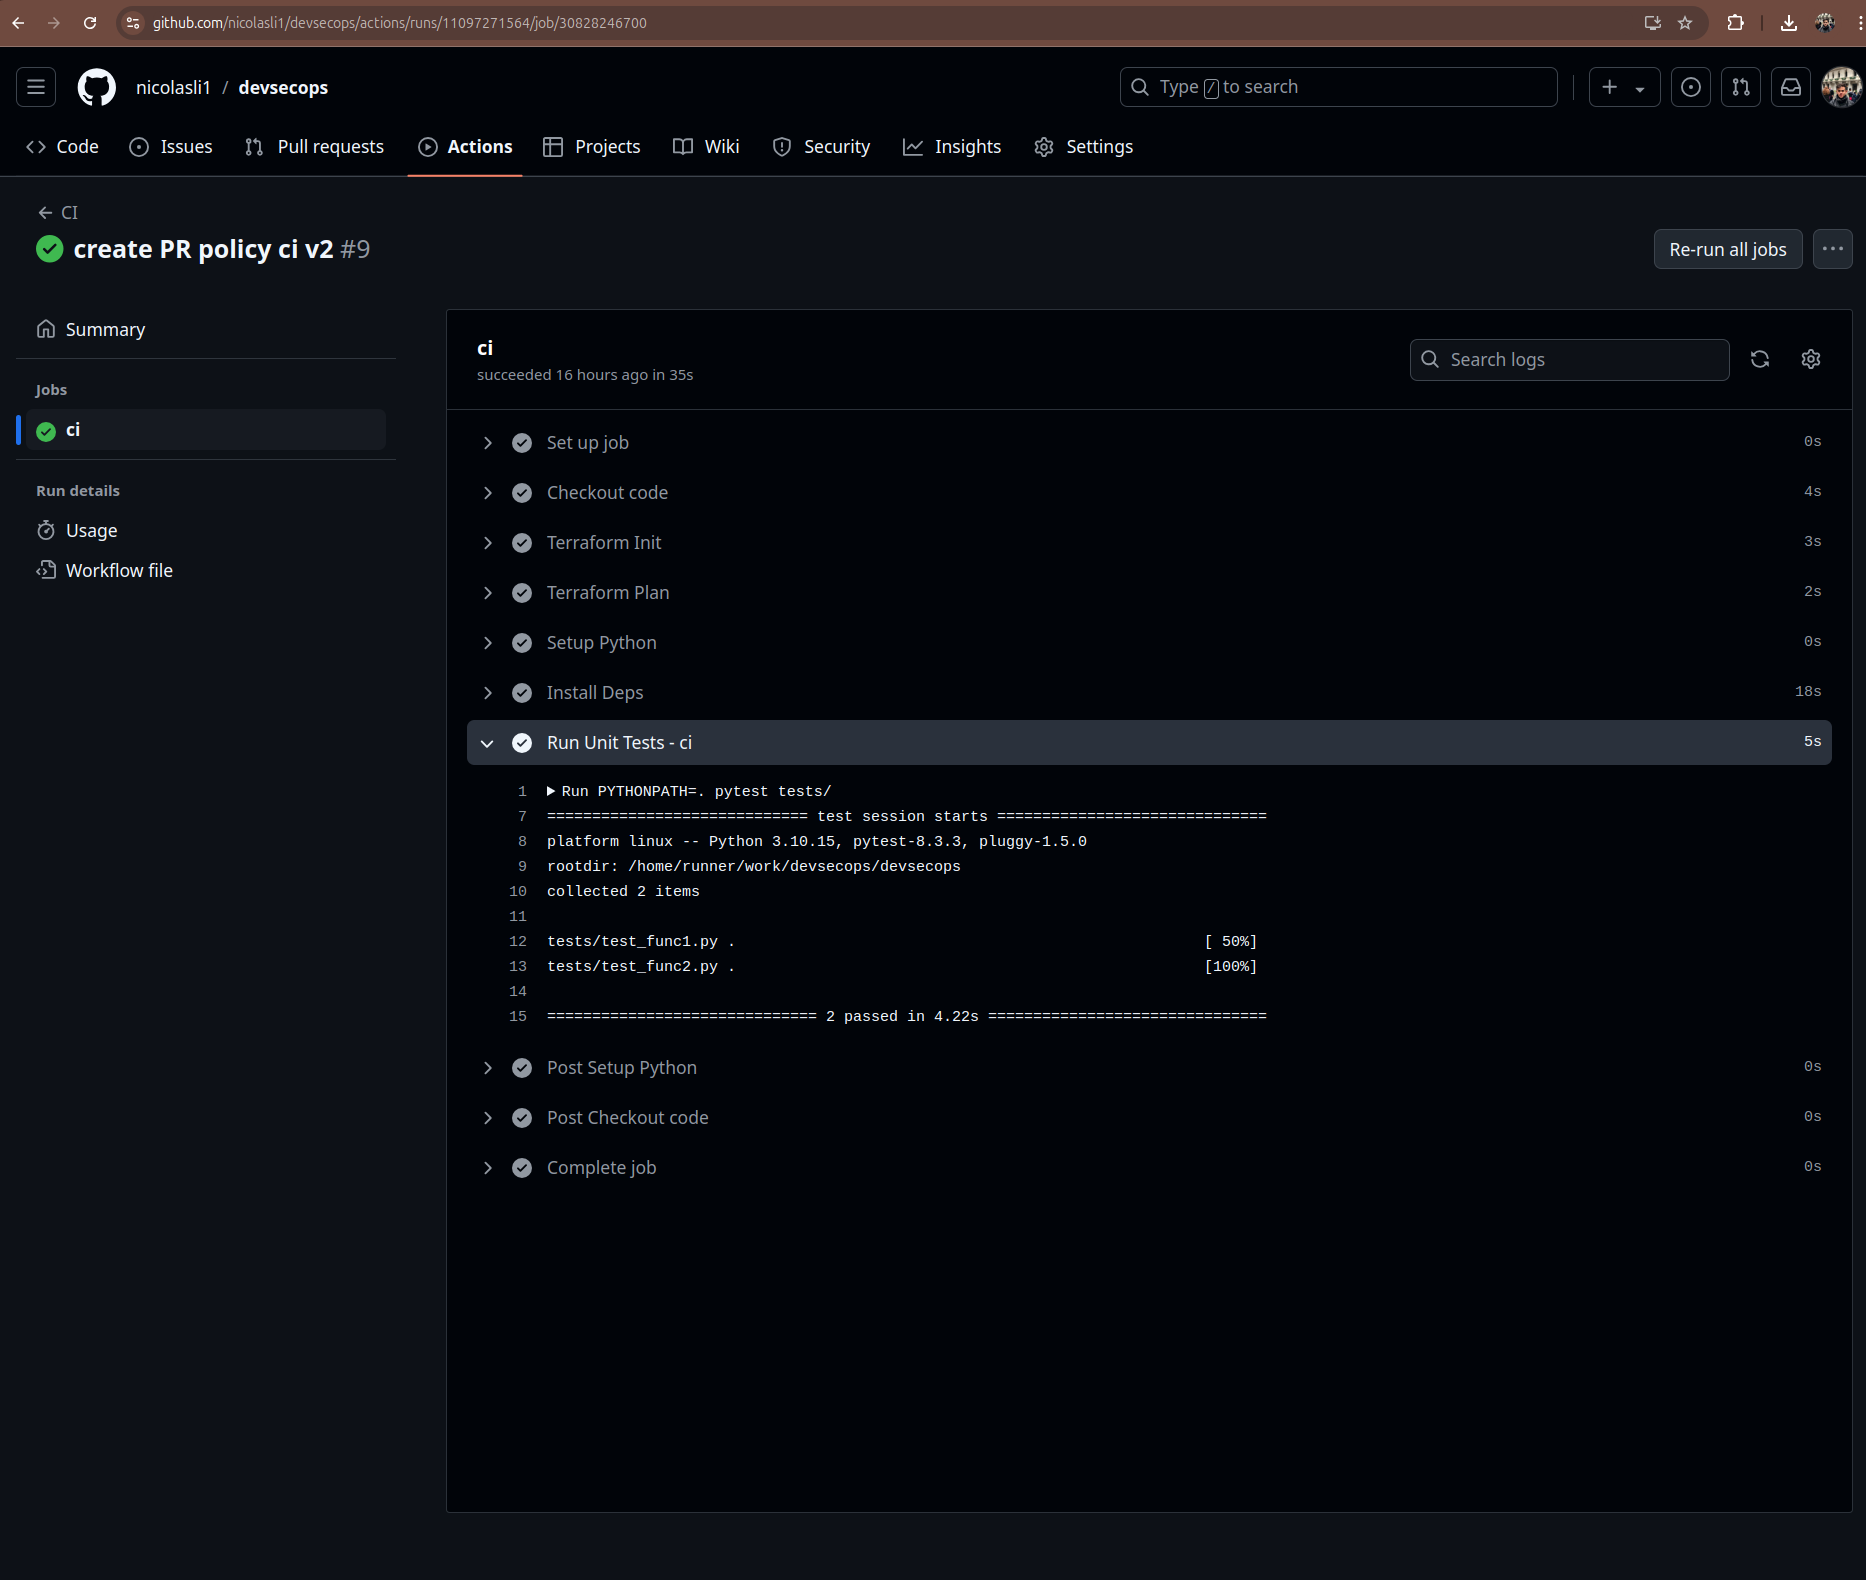 github.com/nicolasli1/devsecops/actions/runs/11097271564/job/30828246700
nicolasli1 / devsecops
Type / to search
Code Issues Pull requests Actions Projects Wiki Security Insights Settings
CI
create PR policy ci v2 #9
Re-run all jobs
Summary
Jobs
ci
Run details
Usage
Workflow file
ci
succeeded 16 hours ago in 35s
Search logs
Set up job 0s
Checkout code 4s
Terraform Init 3s
Terraform Plan 2s
Setup Python 0s
Install Deps 18s
Run Unit Tests - ci 5s
1 Run PYTHONPATH=. pytest tests/
7 ============================= test session starts ==============================
8 platform linux -- Python 3.10.15, pytest-8.3.3, pluggy-1.5.0
9 rootdir: /home/runner/work/devsecops/devsecops
10 collected 2 items
11
12 tests/test_func1.py . [ 50%]
13 tests/test_func2.py . [100%]
14
15 ============================== 2 passed in 4.22s ===============================
Post Setup Python 0s
Post Checkout code 0s
Complete job 0s